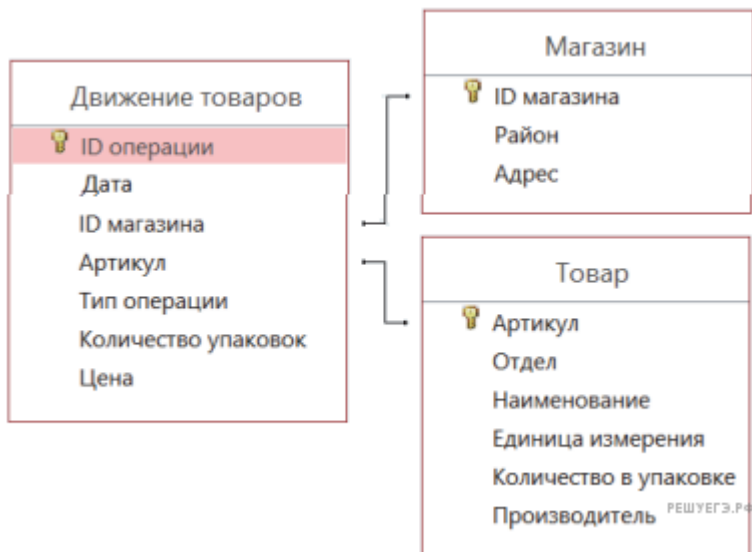 Движение товаров
ID операции
Дата
ID магазина
Артикул
Тип операции
Количество упаковок
Цена
Магазин
ID магазина
Район
Адрес
Товар
Артикул
Отдел
Наименование
Единица измерения
Количество в упаковке
Производитель
РЕШУЕГЭ.РФ